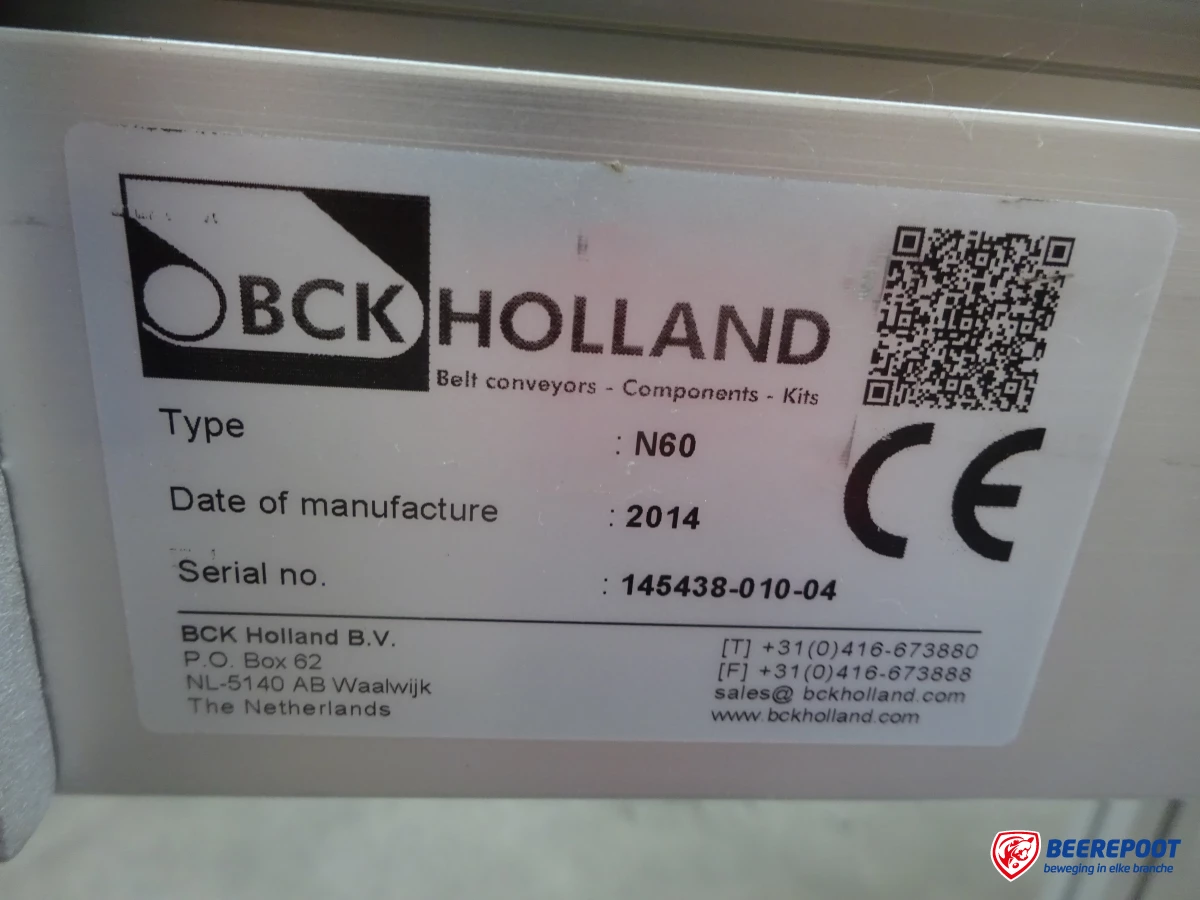 BCK HOLLAND
Belt conveyors - Components - Kits
Type : N60
Date of manufacture : 2014
Serial no. : 145438-010-04
BCK Holland B.V.
P.O. Box 62
NL-5140 AB Waalwijk
The Netherlands
[T] +31(0)416-673880
[F] +31(0)416-673888
sales@ bckholland.com
www.bckholland.com
CE
BEEREPOOT
beweging in elke branche